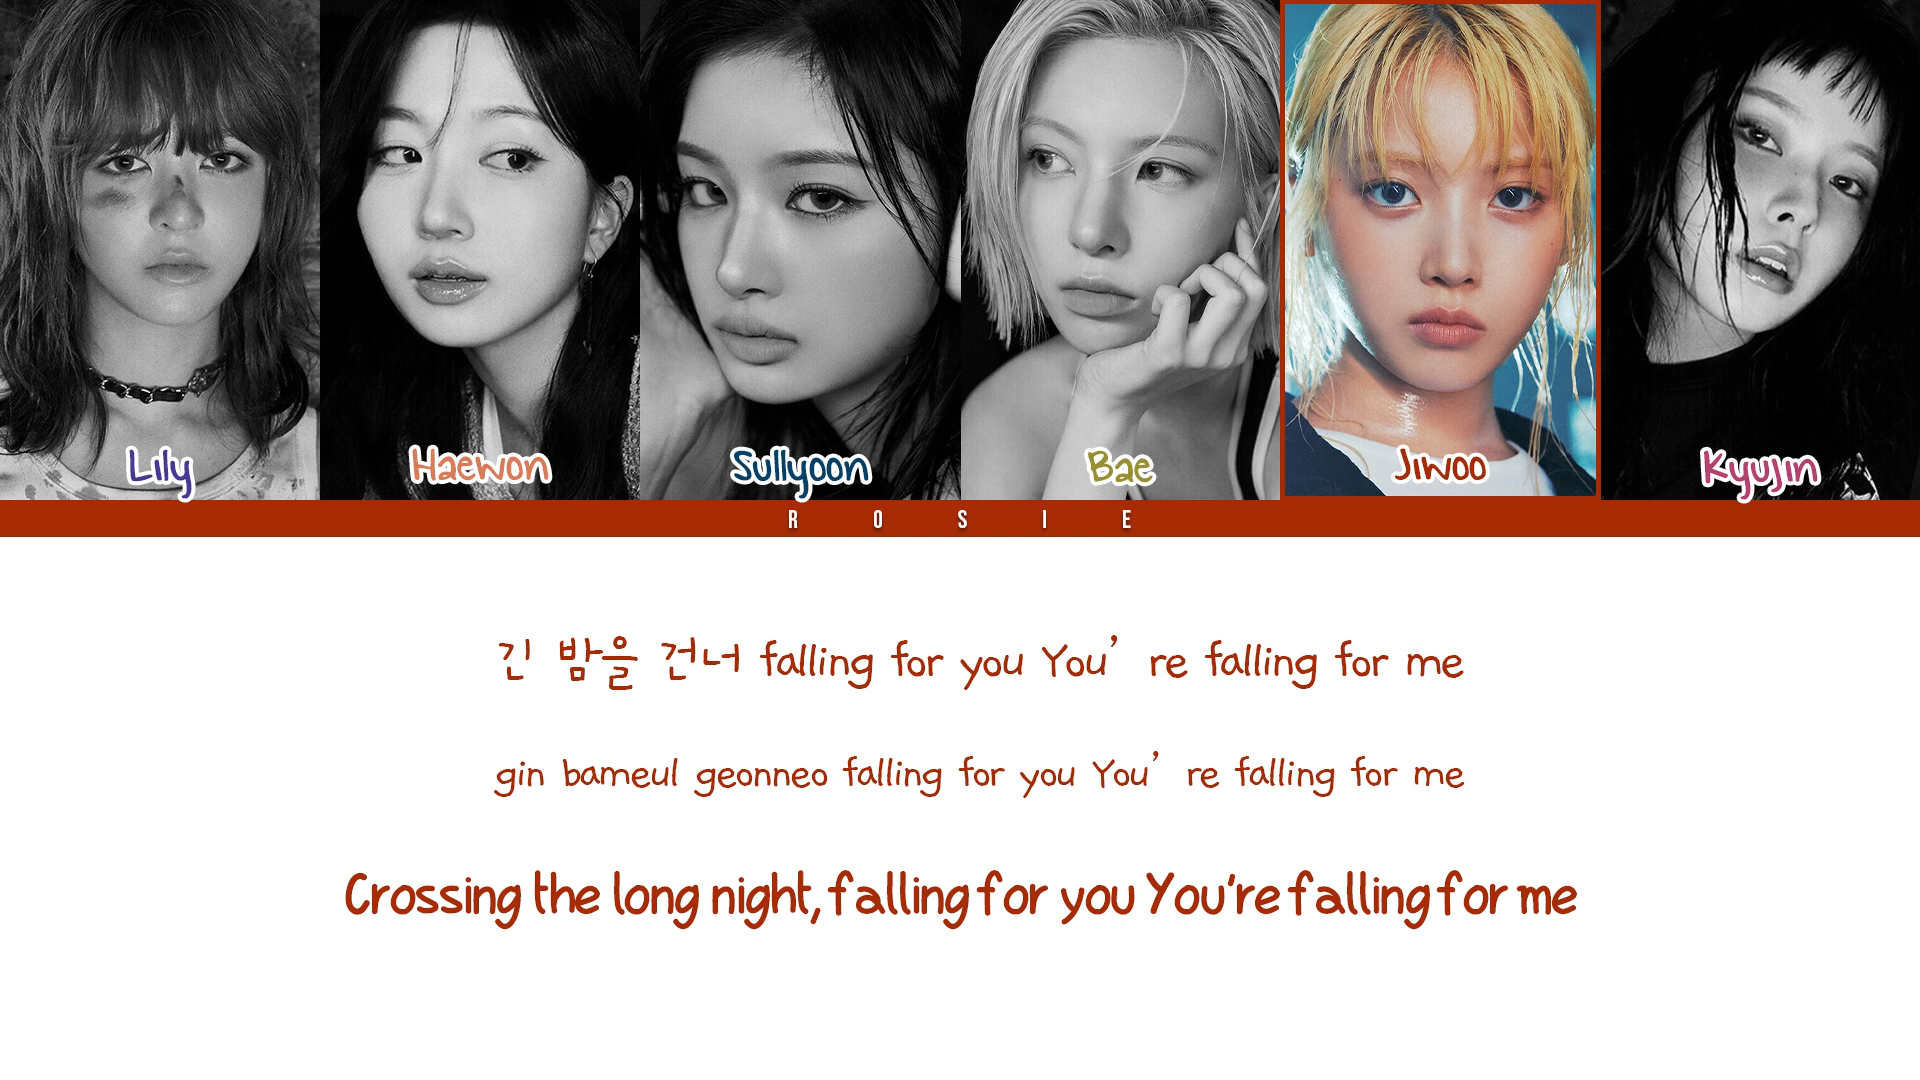 Lily
Haewon
Sullyoon
Bae
Jiwoo
Kyujin
ROSIE
긴 밤을 건너 falling for you You’re falling for me
gin bameul geonneo falling for you You’re falling for me
Crossing the long night, falling for you You're falling for me